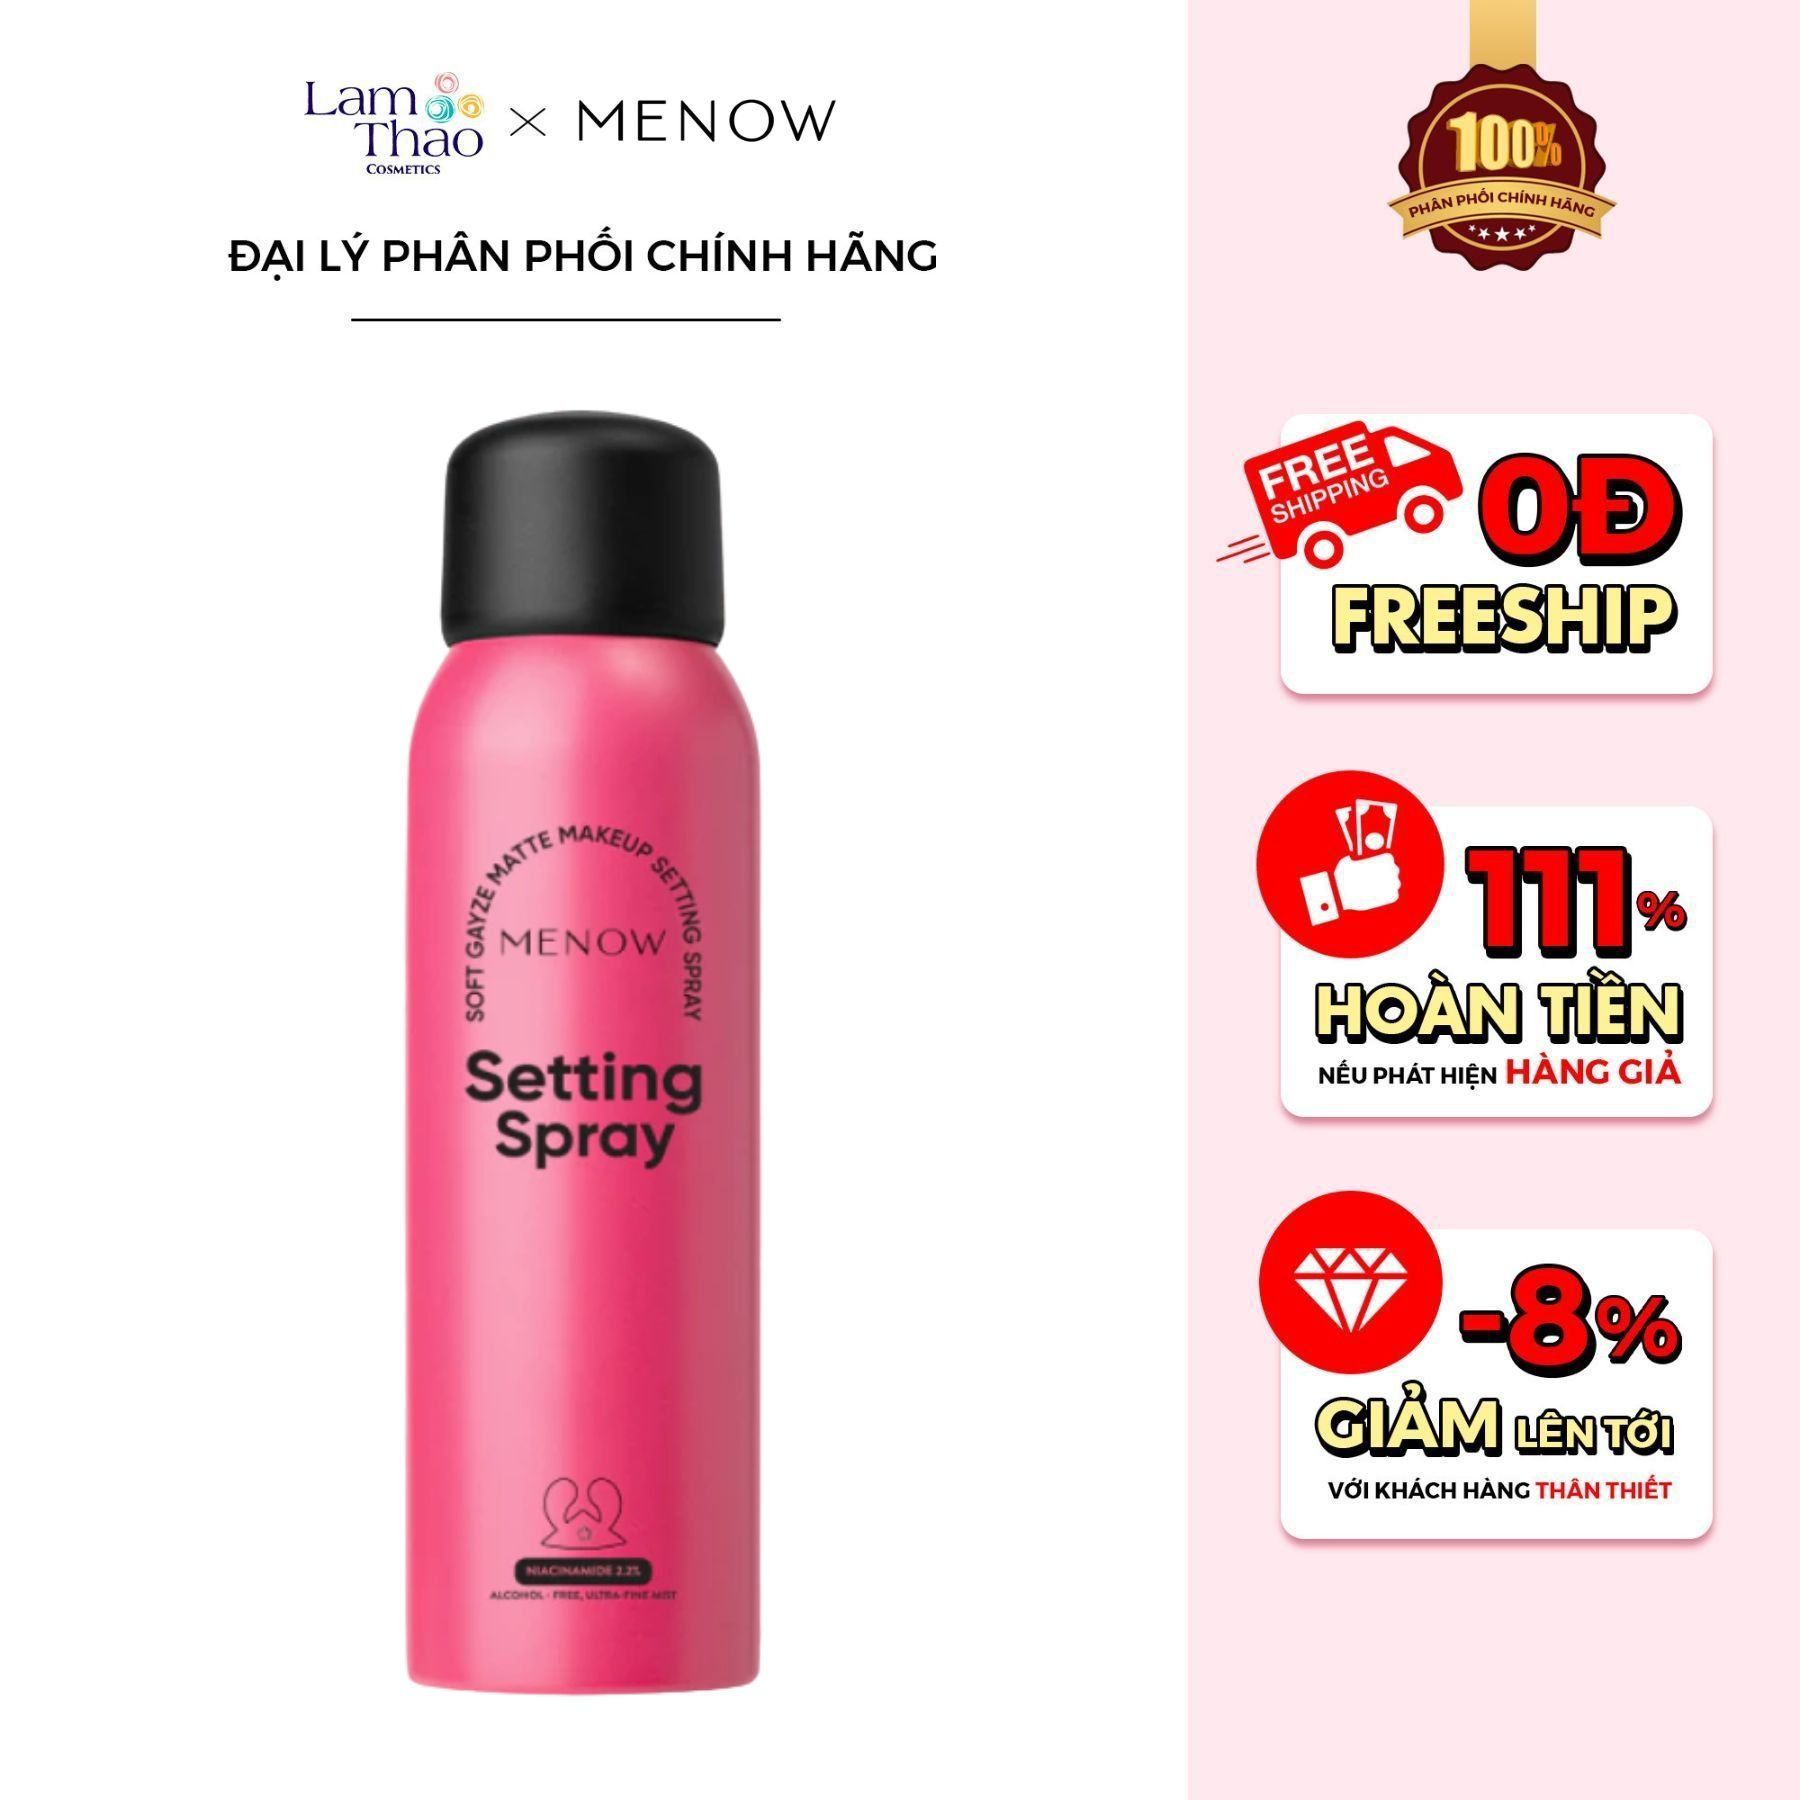 Lam Thao
COSMETICS
× MENOW
ĐẠI LÝ PHÂN PHỐI CHÍNH HÃNG
SOFT GAYZE MATTE MAKEUP SETTING SPRAY
MENOW
Setting
Spray
NIACINAMIDE 2.2%
ALCOHOL - FREE, ULTRA-FINE MIST
100%
PHÂN PHỐI CHÍNH HÃNG
FREE
SHIPPING
0Đ
FREESHIP
111%
HOÀN TIỀN
NẾU PHÁT HIỆN HÀNG GIẢ
-8%
GIẢM LÊN TỚI
VỚI KHÁCH HÀNG THÂN THIẾT